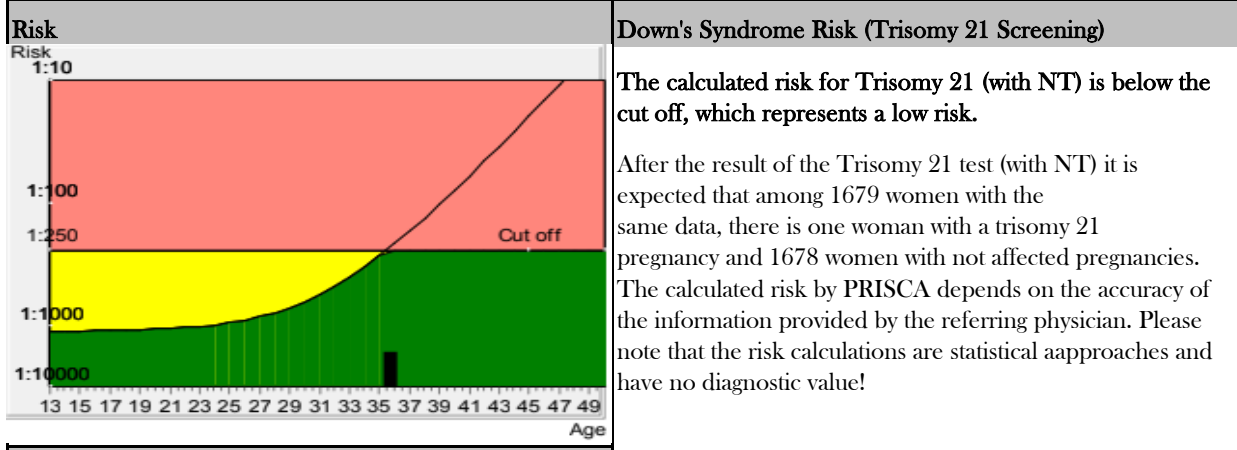 Risk
Risk
1:10
1:100
1:250
Cut off
1:1000
1:10000
13 15 17 19 21 23 25 27 29 31 33 35 37 39 41 43 45 47 49
Age
Down's Syndrome Risk (Trisomy 21 Screening)
The calculated risk for Trisomy 21 (with NT) is below the
cut off, which represents a low risk.
After the result of the Trisomy 21 test (with NT) it is
expected that among 1679 women with the
same data, there is one woman with a trisomy 21
pregnancy and 1678 women with not affected pregnancies.
The calculated risk by PRISCA depends on the accuracy of
the information provided by the referring physician. Please
note that the risk calculations are statistical aapproaches and
have no diagnostic value!